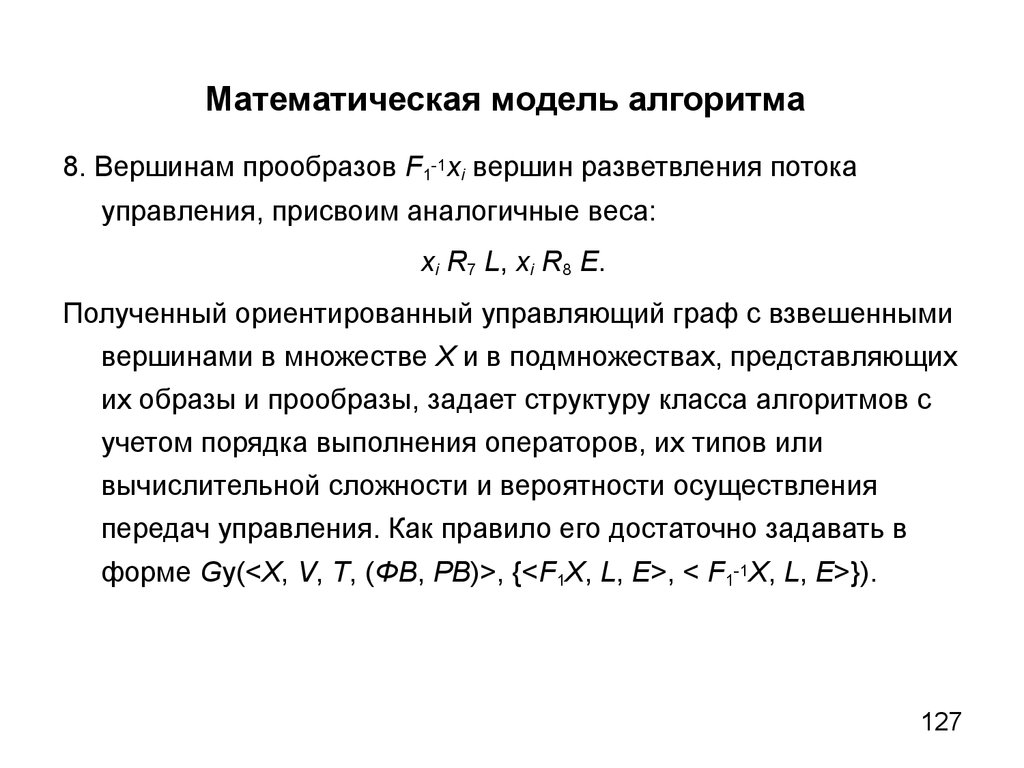 Математическая модель алгоритма
8. Вершинам прообразов F₁⁻¹xᵢ вершин разветвления потока
управления, присвоим аналогичные веса:
xᵢ R₇ L, xᵢ R₈ E.
Полученный ориентированный управляющий граф с взвешенными
вершинами в множестве X и в подмножествах, представляющих
их образы и прообразы, задает структуру класса алгоритмов с
учетом порядка выполнения операторов, их типов или
вычислительной сложности и вероятности осуществления
передач управления. Как правило его достаточно задавать в
форме Gу(<X, V, T, (ФВ, РВ)>, {<F₁X, L, E>, < F₁⁻¹X, L, E>}).
127